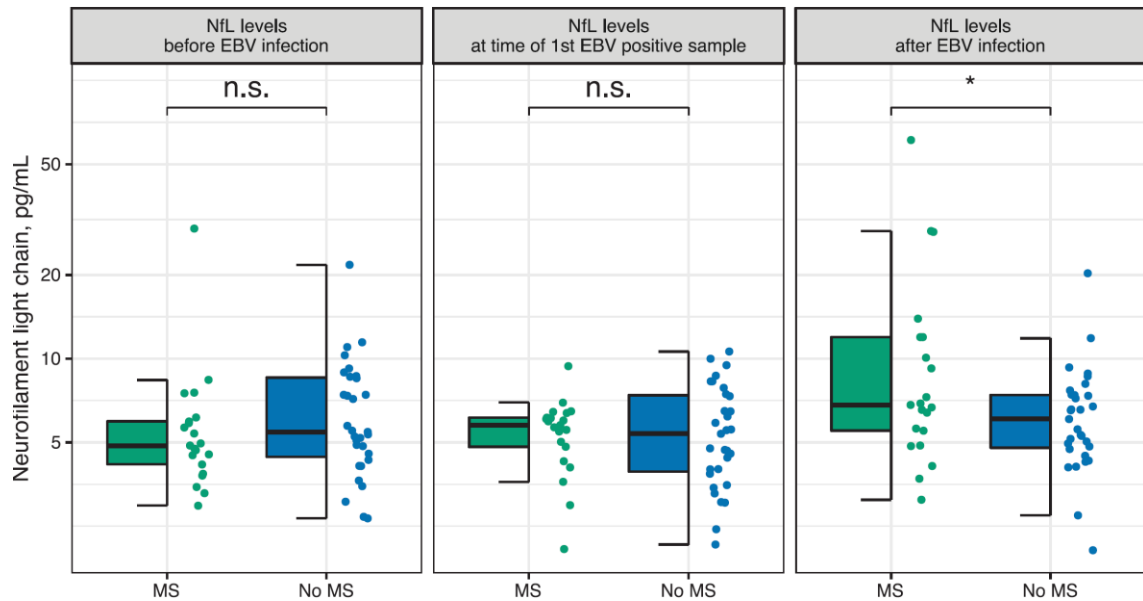 NfL levels
before EBV infection
NfL levels
at time of 1st EBV positive sample
NfL levels
after EBV infection
n.s.
n.s.
*
Neurofilament light chain, pg/mL
50
20
10
5
MS
No MS
MS
No MS
MS
No MS